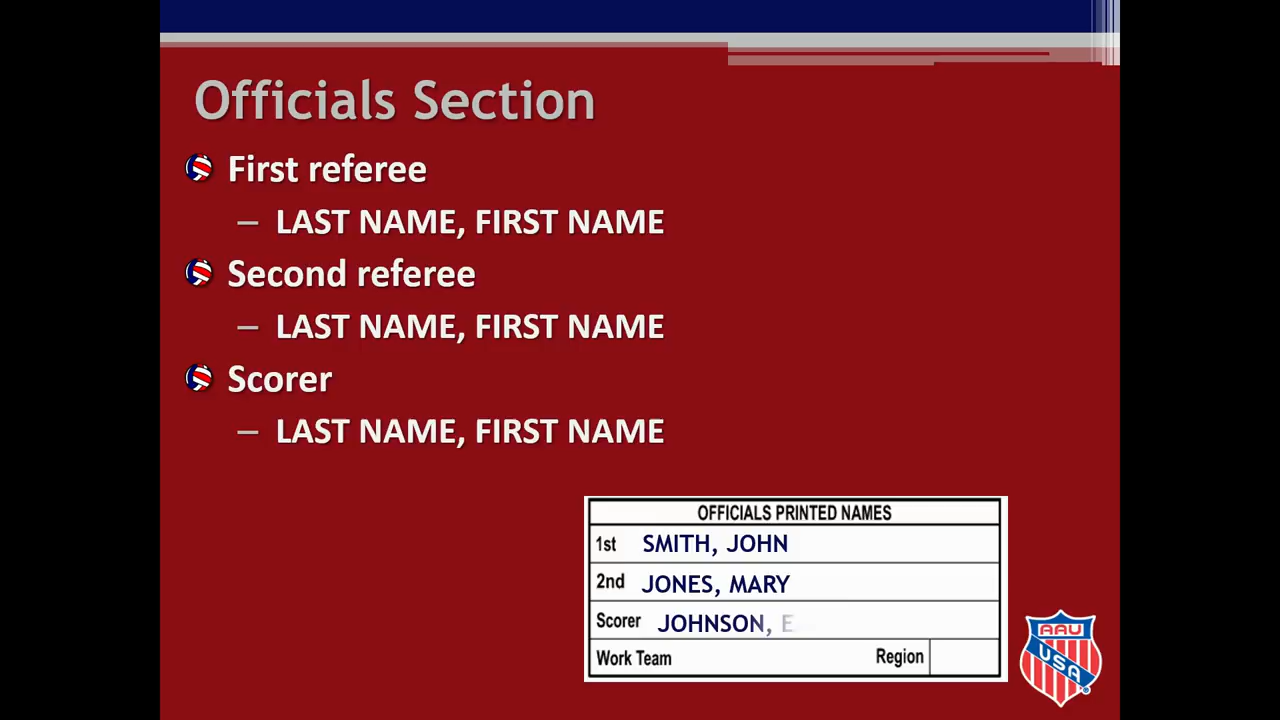 Officials Section
First referee
– LAST NAME, FIRST NAME
Second referee
– LAST NAME, FIRST NAME
Scorer
– LAST NAME, FIRST NAME
OFFICIALS PRINTED NAMES
1st SMITH, JOHN
2nd JONES, MARY
Scorer JOHNSON, E
Work Team Region
AAU
USA
®